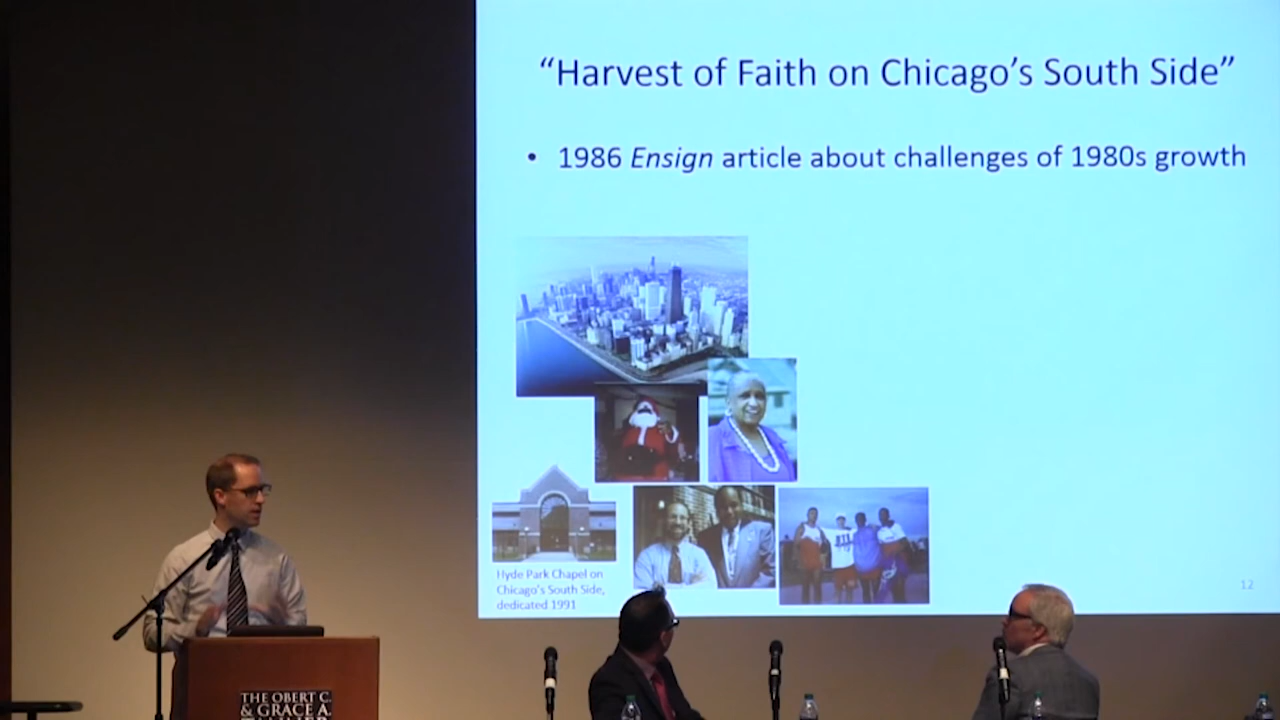 “Harvest of Faith on Chicago’s South Side”
• 1986 Ensign article about challenges of 1980s growth
Hyde Park Chapel on
Chicago's South Side,
dedicated 1991
12
THE OBERT C.
& GRACE A.
TANNER